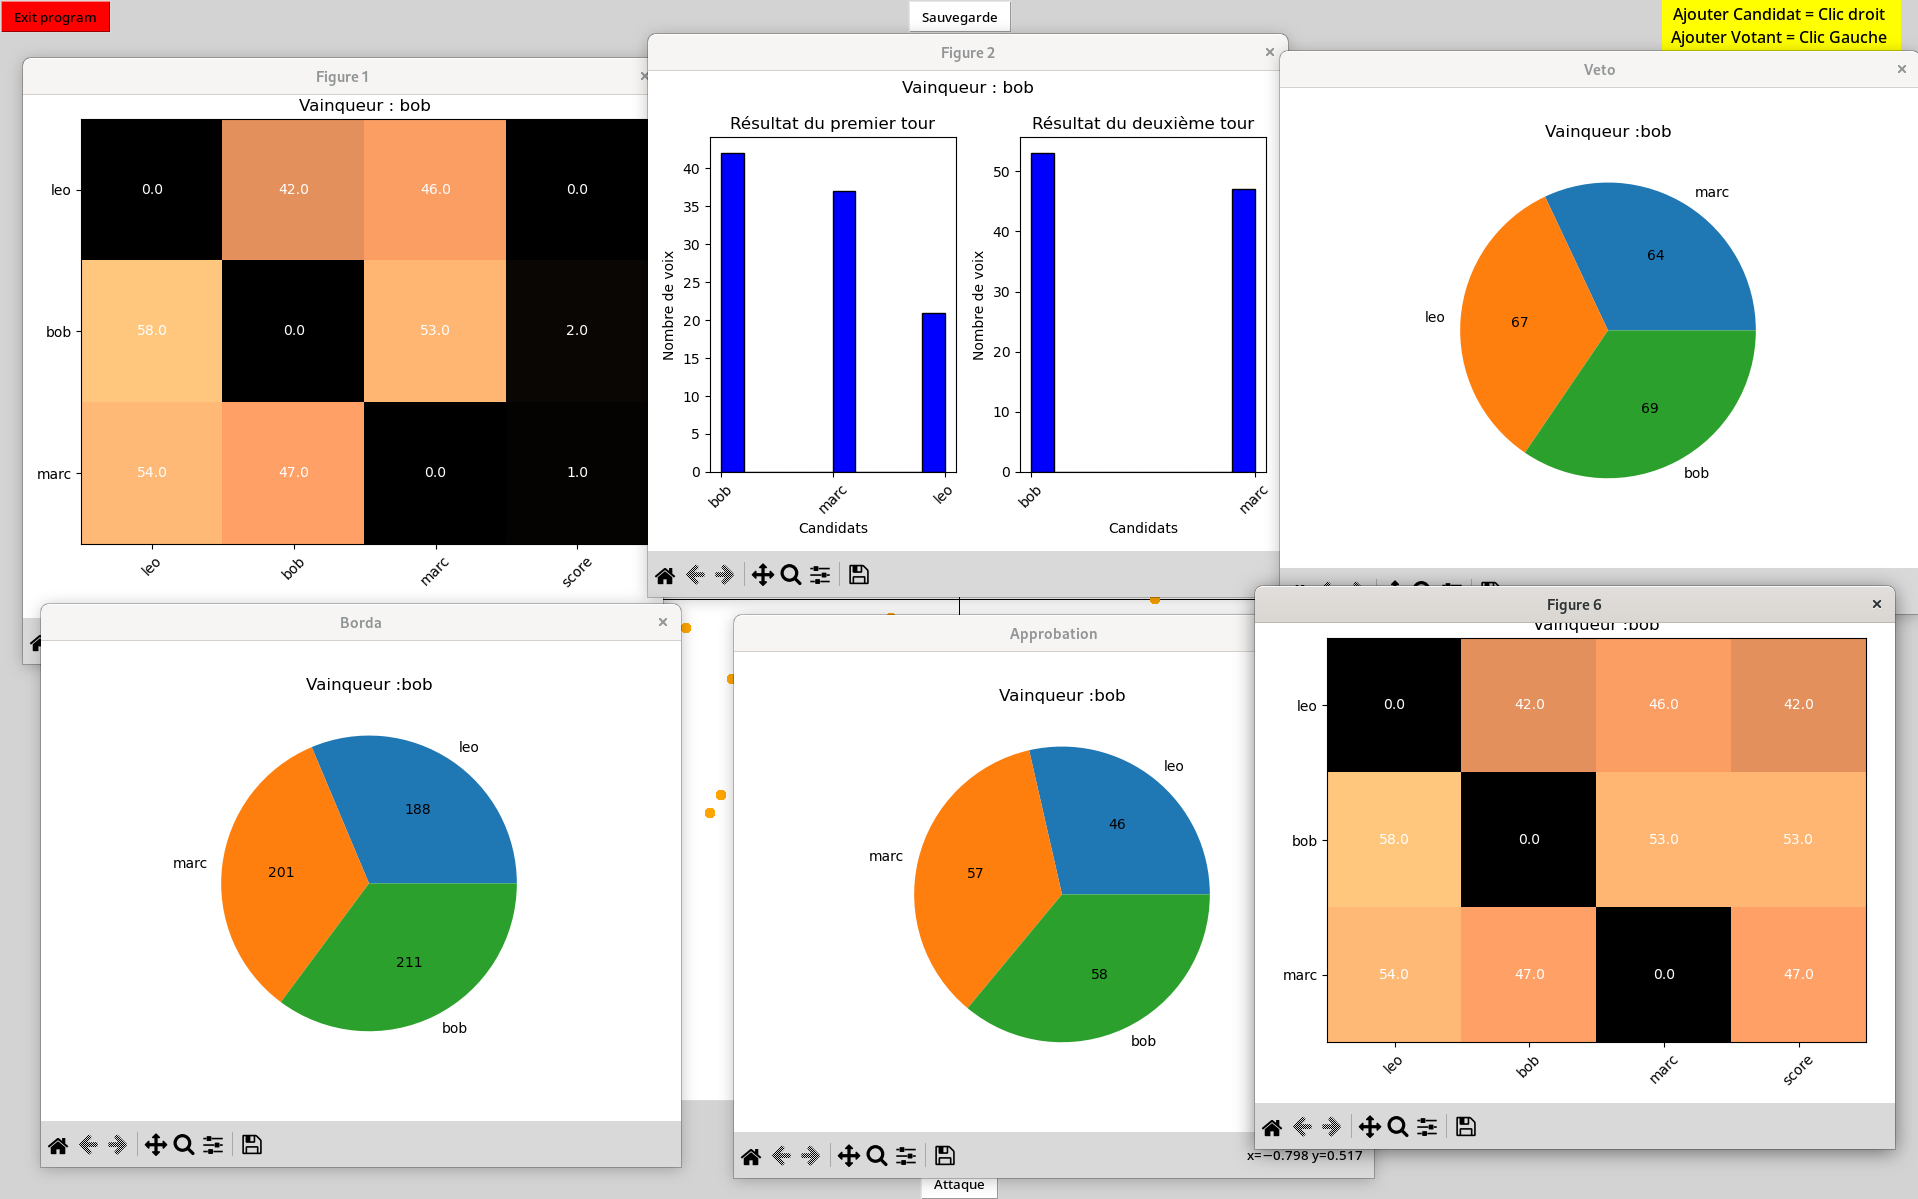 Exit program
Sauvegarde
Ajouter Candidat = Clic droit
Ajouter Votant = Clic Gauche
Figure 1
Vainqueur : bob
leo
0.0 42.0 46.0 0.0
bob
58.0 0.0 53.0 2.0
marc
54.0 47.0 0.0 1.0
leo bob marc score
Figure 2
Vainqueur : bob
Résultat du premier tour
Nombre de voix
40
35
30
25
20
15
10
5
0
bob marc leo
Candidats
Résultat du deuxième tour
Nombre de voix
50
40
30
20
10
0
bob marc
Candidats
Veto
Vainqueur :bob
marc
64
leo
67
69
bob
Borda
Vainqueur :bob
leo
188
marc
201
211
bob
Approbation
Vainqueur :bob
leo
46
marc
57
58
bob
x=−0.798 y=0.517
Figure 6
Vainqueur :bob
leo
0.0 42.0 46.0 42.0
bob
58.0 0.0 53.0 53.0
marc
54.0 47.0 0.0 47.0
leo bob marc score
Attaque